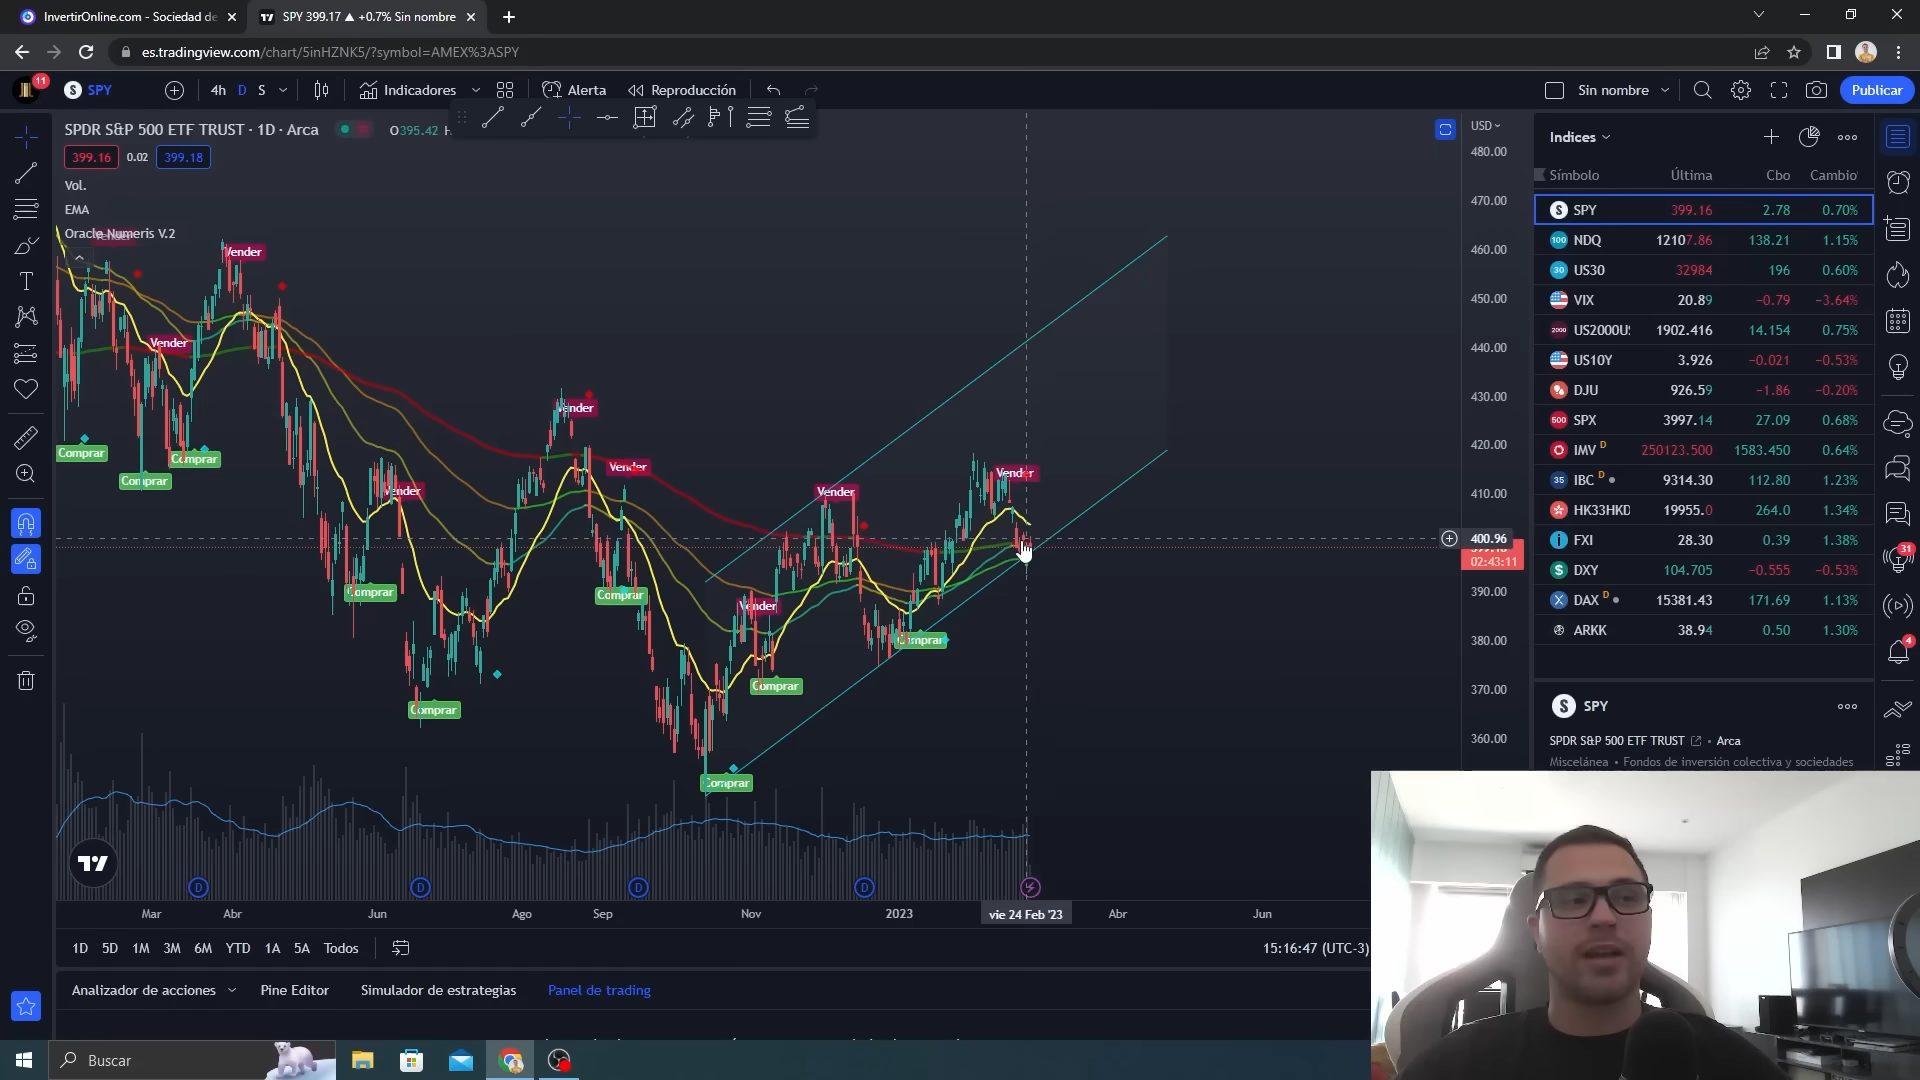 InvertirOnline.com - Sociedad de
SPY 399.17 ▲ +0.7% Sin nombre
es.tradingview.com/chart/5inHZNK5/?symbol=AMEX%3ASPY
11
SPY
4h D S
Indicadores
Alerta
Reproducción
Sin nombre
Publicar
SPDR S&P 500 ETF TRUST · 1D · Arca
O395.42
399.16
0.02
399.18
Vol.
EMA
Oracle Numeris V.2
Vender
Vender
Vender
Vender
Vender
Vender
Vender
Vender
Vender
Comprar
Comprar
Comprar
Comprar
Comprar
Comprar
Comprar
Comprar
Comprar
USD
480.00
470.00
460.00
450.00
440.00
430.00
420.00
410.00
400.96
02:43:11
390.00
380.00
370.00
360.00
D
D
D
D
Mar
Abr
Jun
Ago
Sep
Nov
2023
vie 24 Feb '23
Abr
Jun
1D 5D 1M 3M 6M YTD 1A 5A Todos
15:16:47 (UTC-3)
Analizador de acciones
Pine Editor
Simulador de estrategias
Panel de trading
Indices
Símbolo Última Cbo Cambio
SPY 399.16 2.78 0.70%
100 NDQ 12107.86 138.21 1.15%
30 US30 32984 196 0.60%
VIX 20.89 −0.79 −3.64%
2000 US2000U 1902.416 14.154 0.75%
US10Y 3.926 −0.021 −0.53%
DJU 926.59 −1.86 −0.20%
500 SPX 3997.14 27.09 0.68%
IMV D 250123.500 1583.450 0.64%
35 IBC D 9314.30 112.80 1.23%
HK33HKD 19955.0 264.0 1.34%
FXI 28.30 0.39 1.38%
DXY 104.705 −0.555 −0.53%
DAX D 15381.43 171.69 1.13%
ARKK 38.94 0.50 1.30%
SPY
SPDR S&P 500 ETF TRUST · Arca
Miscelánea • Fondos de inversión colectiva y sociedades
31
4
Buscar